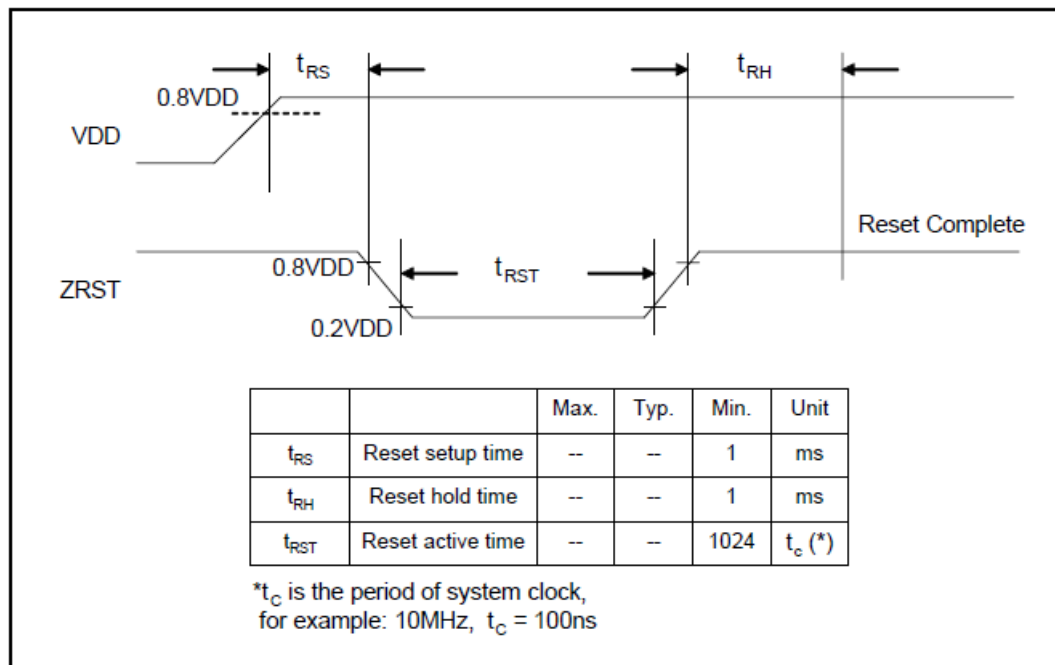 tRS
tRH
0.8VDD
VDD
Reset Complete
0.8VDD
tRST
ZRST
0.2VDD
Max. Typ. Min. Unit
tRS Reset setup time -- -- 1 ms
tRH Reset hold time -- -- 1 ms
tRST Reset active time -- -- 1024 tc (*)
*tC is the period of system clock,
for example: 10MHz, tC = 100ns